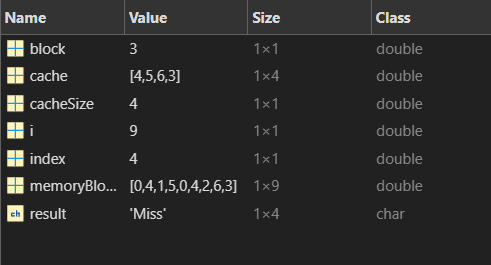 Name Value Size Class
block 3 1×1 double
cache [4,5,6,3] 1×4 double
cacheSize 4 1×1 double
i 9 1×1 double
index 4 1×1 double
memoryBlo... [0,4,1,5,0,4,2,6,3] 1×9 double
ch result 'Miss' 1×4 char